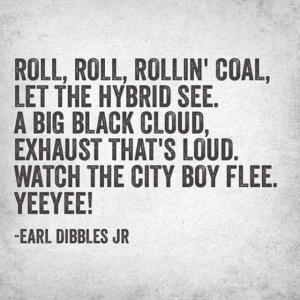 ROLL, ROLL, ROLLIN' COAL,
LET THE HYBRID SEE.
A BIG BLACK CLOUD,
EXHAUST THAT'S LOUD.
WATCH THE CITY BOY FLEE.
YEEYEE!
-EARL DIBBLES JR